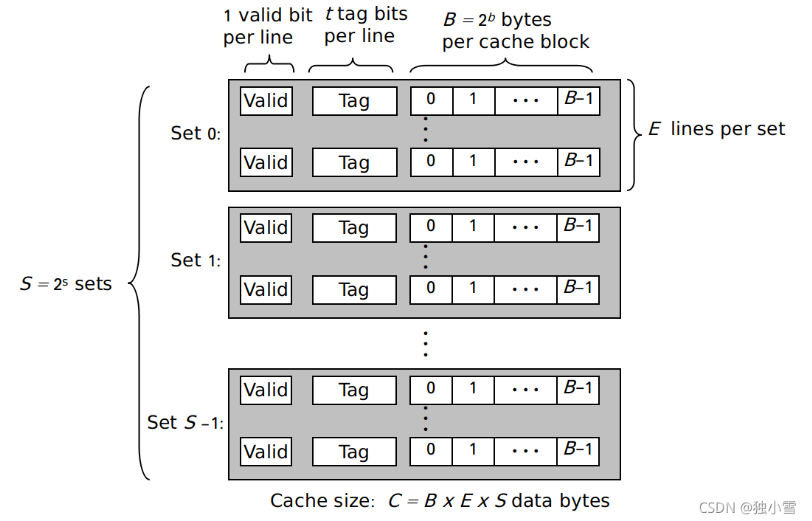 1 valid bit per line
t tag bits per line
B = 2^b bytes per cache block
Set 0:
Valid Tag 0 1 • • • B–1
Valid Tag 0 1 • • • B–1
E lines per set
Set 1:
Valid Tag 0 1 • • • B–1
Valid Tag 0 1 • • • B–1
S = 2^s sets
Set S –1:
Valid Tag 0 1 • • • B–1
Valid Tag 0 1 • • • B–1
Cache size: C = B x E x S data bytes
CSDN @独小雪